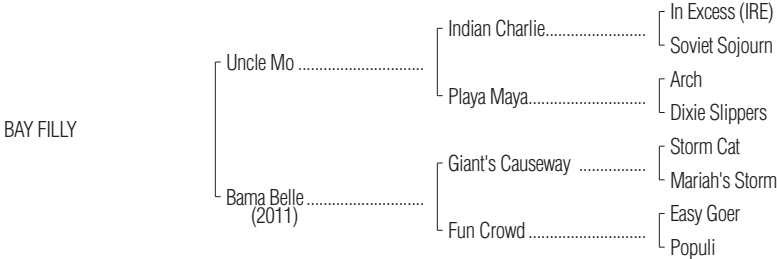 BAY FILLY
Uncle Mo ..............................
Bama Belle ............................
(2011)
Indian Charlie........................
Playa Maya............................
Giant's Causeway ................
Fun Crowd ............................
In Excess (IRE)
Soviet Sojourn
Arch
Dixie Slippers
Storm Cat
Mariah's Storm
Easy Goer
Populi